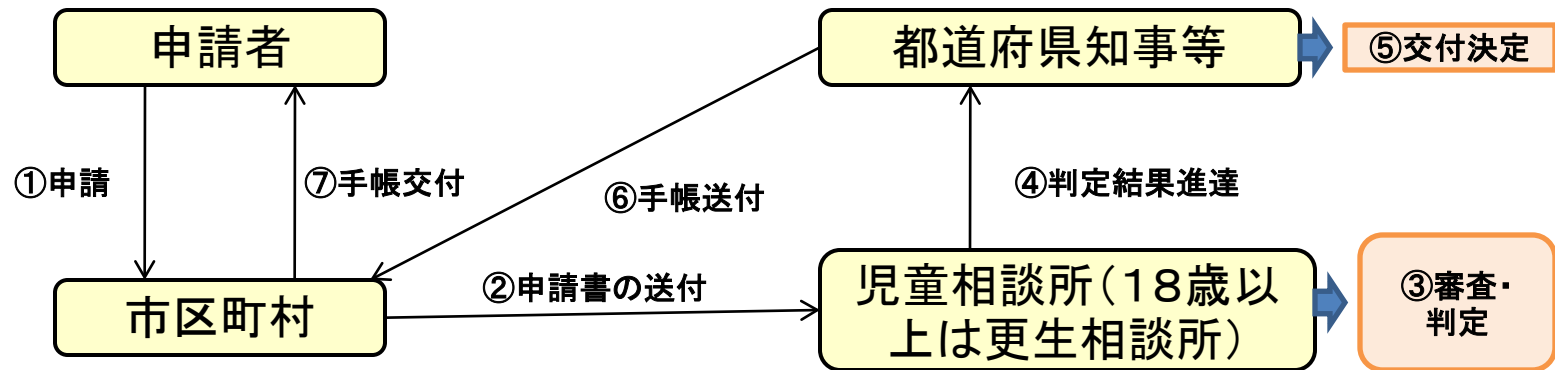 申請者
都道府県知事等
⑤交付決定
①申請
⑦手帳交付
⑥手帳送付
④判定結果進達
市区町村
②申請書の送付
児童相談所(18歳以
上は更生相談所)
③審査・
判定